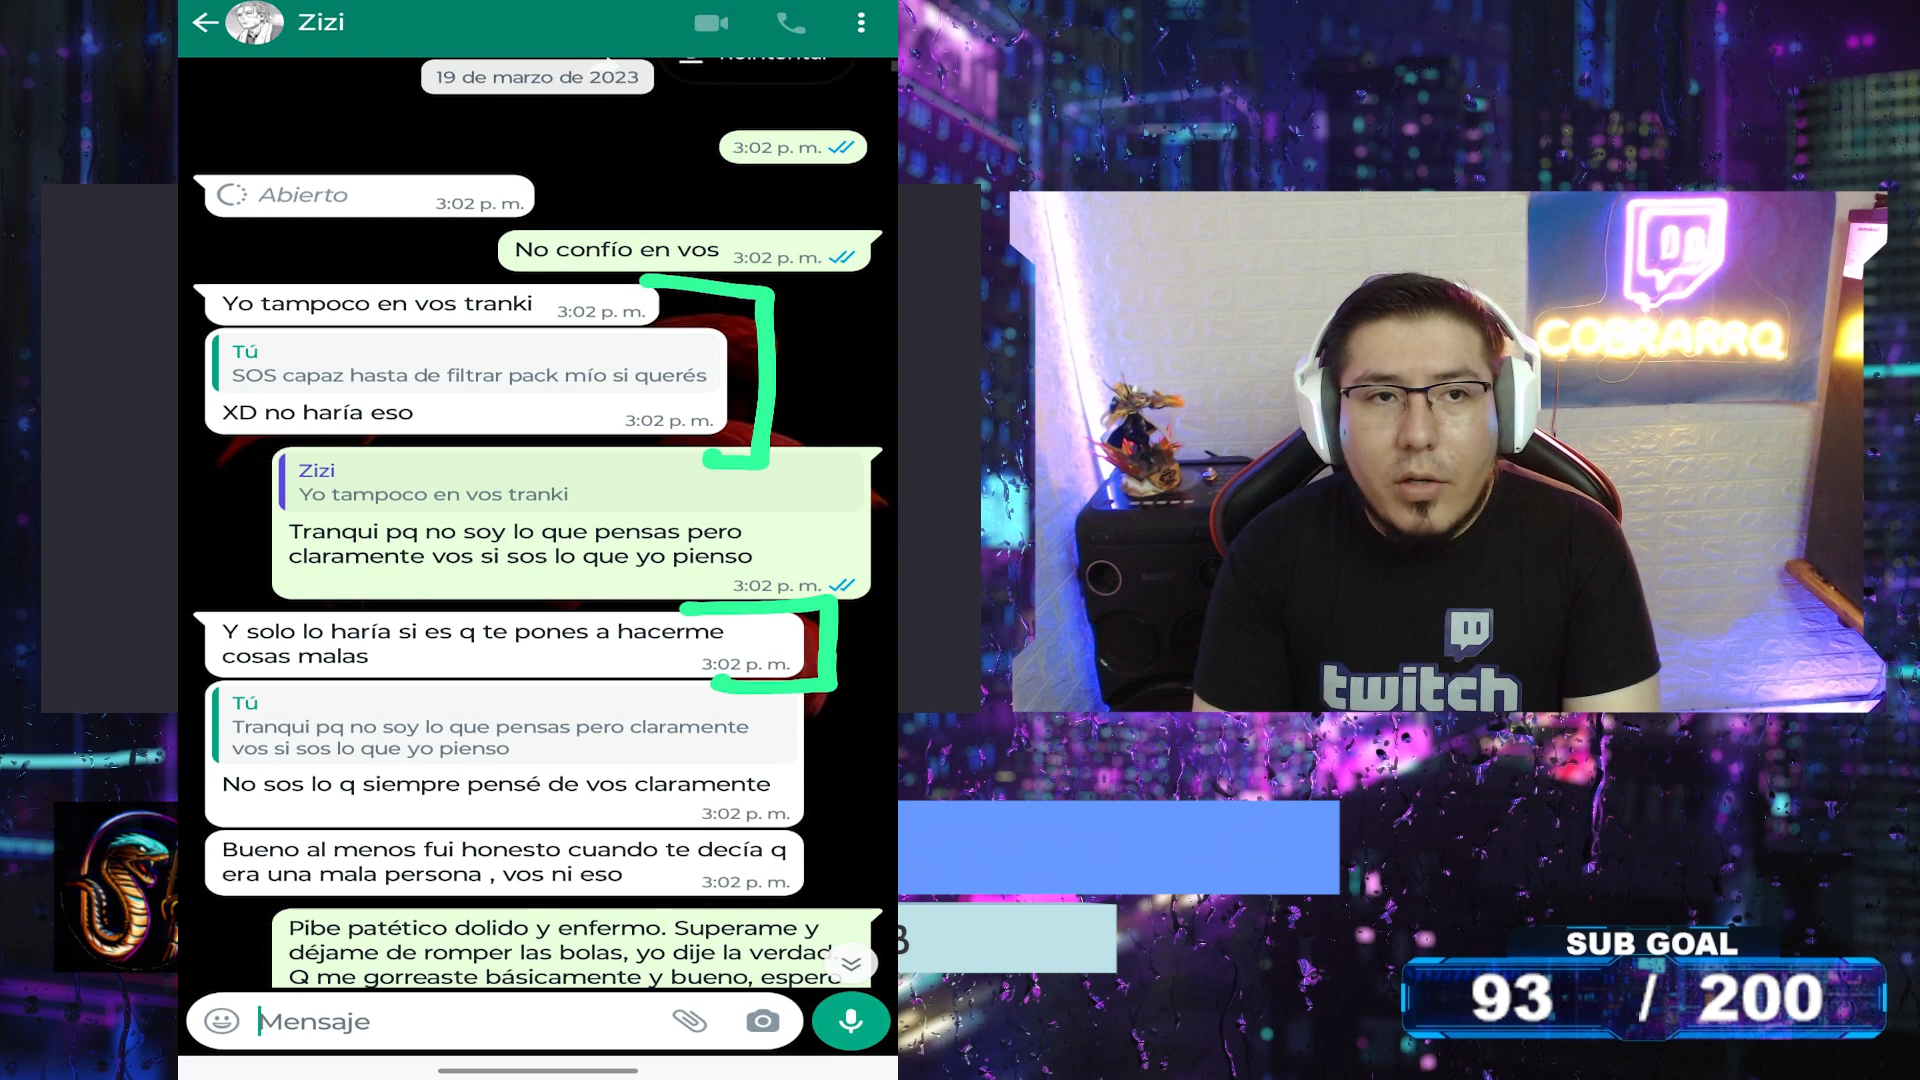 Zizi
19 de marzo de 2023
3:02 p. m.
Abierto
3:02 p. m.
No confío en vos
3:02 p. m.
Yo tampoco en vos tranki
3:02 p. m.
Tú
SOS capaz hasta de filtrar pack mío si querés
XD no haría eso
3:02 p. m.
Zizi
Yo tampoco en vos tranki
Tranqui pq no soy lo que pensas pero
claramente vos si sos lo que yo pienso
3:02 p. m.
Y solo lo haría si es q te pones a hacerme
cosas malas
3:02 p. m.
Tú
Tranqui pq no soy lo que pensas pero claramente
vos si sos lo que yo pienso
No sos lo q siempre pensé de vos claramente
3:02 p. m.
Bueno al menos fui honesto cuando te decía q
era una mala persona , vos ni eso
3:02 p. m.
Pibe patético dolido y enfermo. Superame y
déjame de romper las bolas, yo dije la verdad.
Q me gorreaste básicamente y bueno, espero
Mensaje
COBRARRQ
SONY
twitch
SUB GOAL
93 / 200